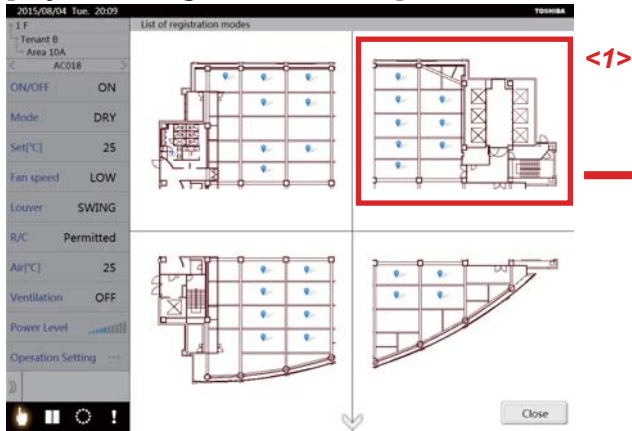 2015/08/04 Tue. 20:09
TOSHIBA
1 F
Tenant B
Area 10A
< AC018 >
List of registration modes
<1>
ON/OFF ON
Mode DRY
Set[°C] 25
Fan speed LOW
Louver SWING
R/C Permitted
Air[°C] 25
Ventilation OFF
Power Level
Operation Setting ...
Close